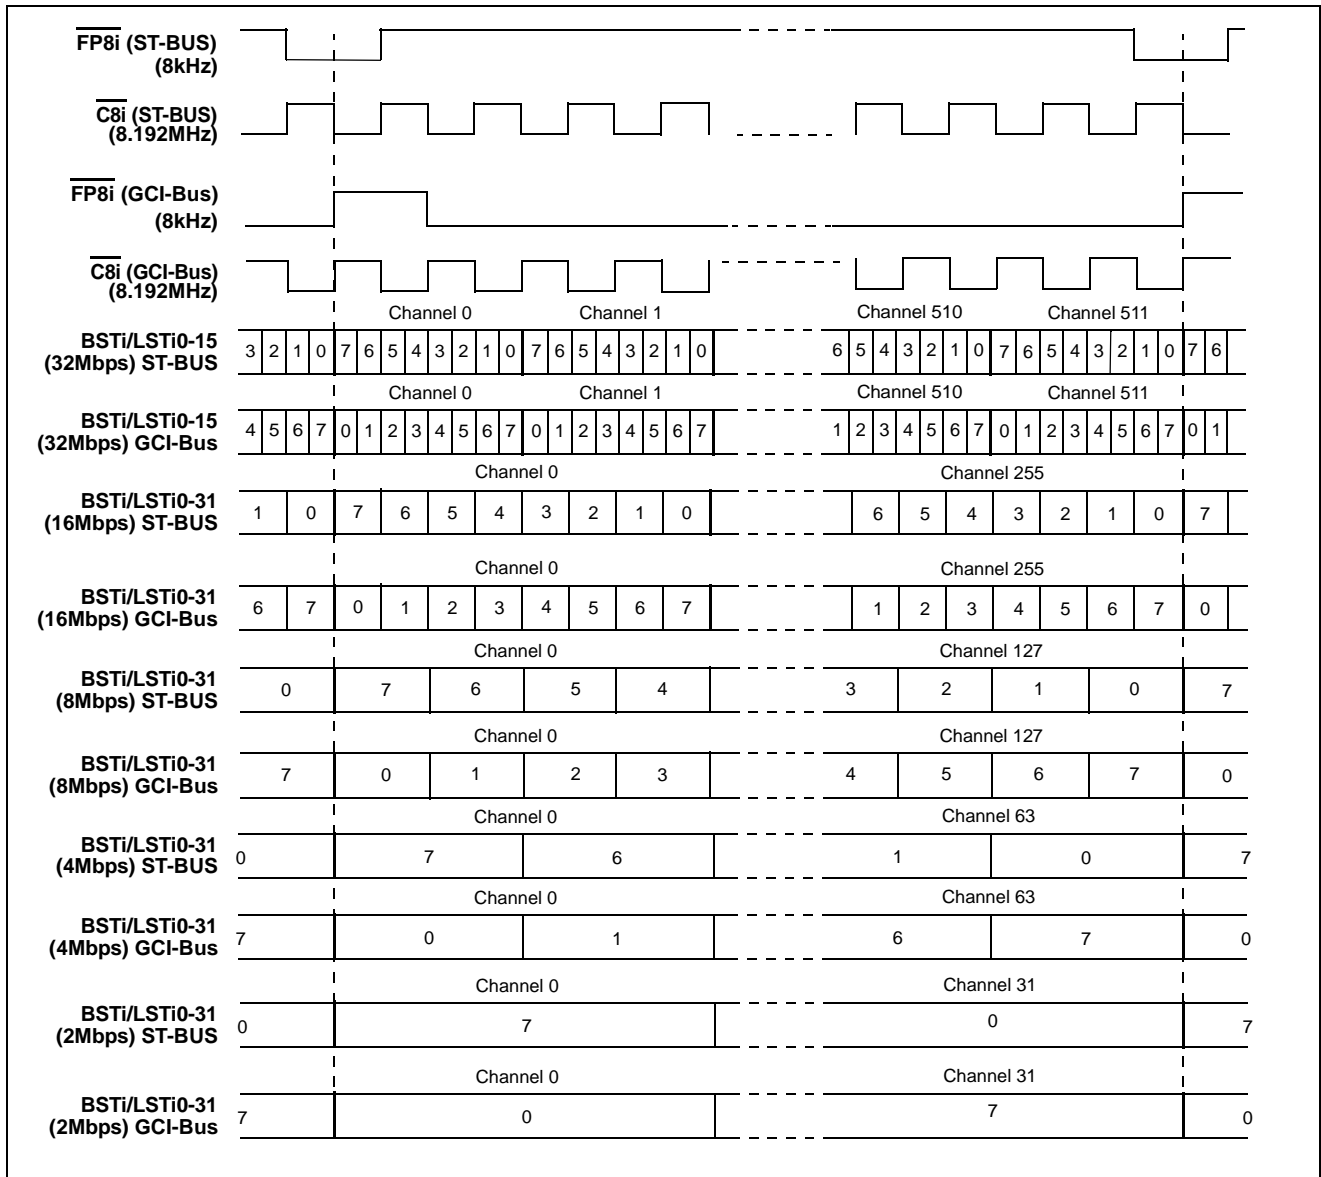 FP8i (ST-BUS)
(8kHz)
C8i (ST-BUS)
(8.192MHz)
FP8i (GCI-Bus)
(8kHz)
C8i (GCI-Bus)
(8.192MHz)
Channel 0 Channel 1 Channel 510 Channel 511
BSTi/LSTi0-15
(32Mbps) ST-BUS
3 2 1 0 7 6 5 4 3 2 1 0 7 6 5 4 3 2 1 0 6 5 4 3 2 1 0 7 6 5 4 3 2 1 0 7 6
Channel 0 Channel 1 Channel 510 Channel 511
BSTi/LSTi0-15
(32Mbps) GCI-Bus
4 5 6 7 0 1 2 3 4 5 6 7 0 1 2 3 4 5 6 7 1 2 3 4 5 6 7 0 1 2 3 4 5 6 7 0 1
Channel 0 Channel 255
BSTi/LSTi0-31
(16Mbps) ST-BUS
1 0 7 6 5 4 3 2 1 0 6 5 4 3 2 1 0 7
Channel 0 Channel 255
BSTi/LSTi0-31
(16Mbps) GCI-Bus
6 7 0 1 2 3 4 5 6 7 1 2 3 4 5 6 7 0
Channel 0 Channel 127
BSTi/LSTi0-31
(8Mbps) ST-BUS
0 7 6 5 4 3 2 1 0 7
Channel 0 Channel 127
BSTi/LSTi0-31
(8Mbps) GCI-Bus
7 0 1 2 3 4 5 6 7 0
Channel 0 Channel 63
BSTi/LSTi0-31
(4Mbps) ST-BUS
0 7 6 1 0 7
Channel 0 Channel 63
BSTi/LSTi0-31
(4Mbps) GCI-Bus
7 0 1 6 7 0
Channel 0 Channel 31
BSTi/LSTi0-31
(2Mbps) ST-BUS
0 7 0 7
Channel 0 Channel 31
BSTi/LSTi0-31
(2Mbps) GCI-Bus
7 0 7 0